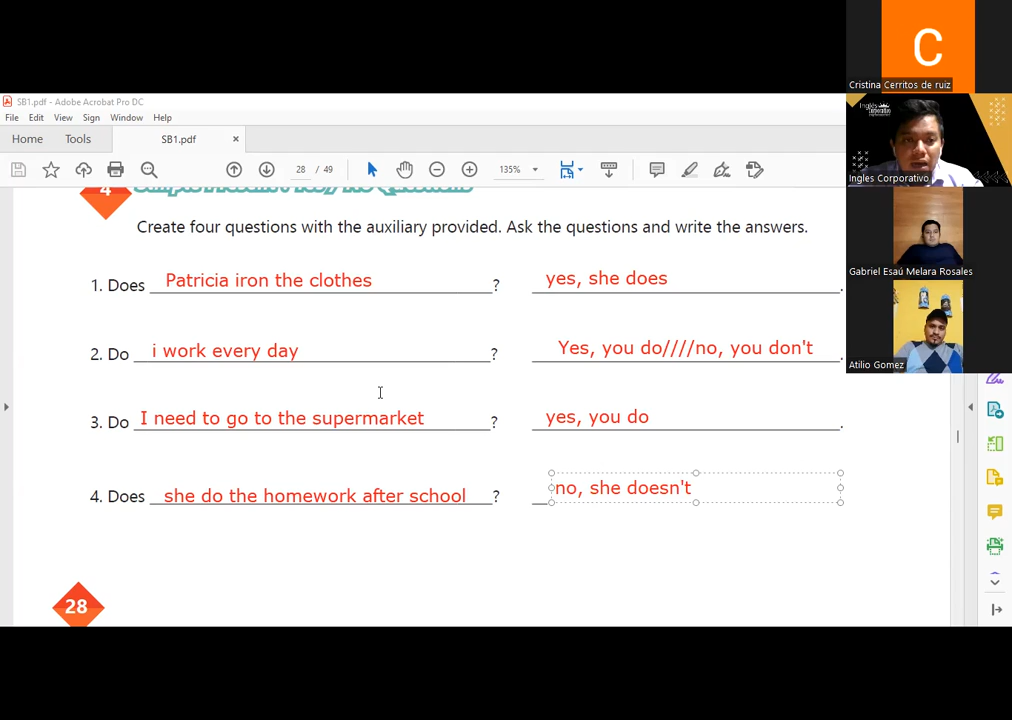 C
Cristina Cerritos de ruiz
SB1.pdf - Adobe Acrobat Pro DC
File Edit View Sign Window Help
Inglés
Corporativo
Home Tools SB1.pdf ×
28 / 49 135%
Ingles Corporativo
4
Create four questions with the auxiliary provided. Ask the questions and write the answers.
Gabriel Esaú Melara Rosales
1. Does Patricia iron the clothes ? yes, she does
2. Do i work every day ? Yes, you do////no, you don't .
Atilio Gomez
3. Do I need to go to the supermarket ? yes, you do .
4. Does she do the homework after school ? no, she doesn't
28